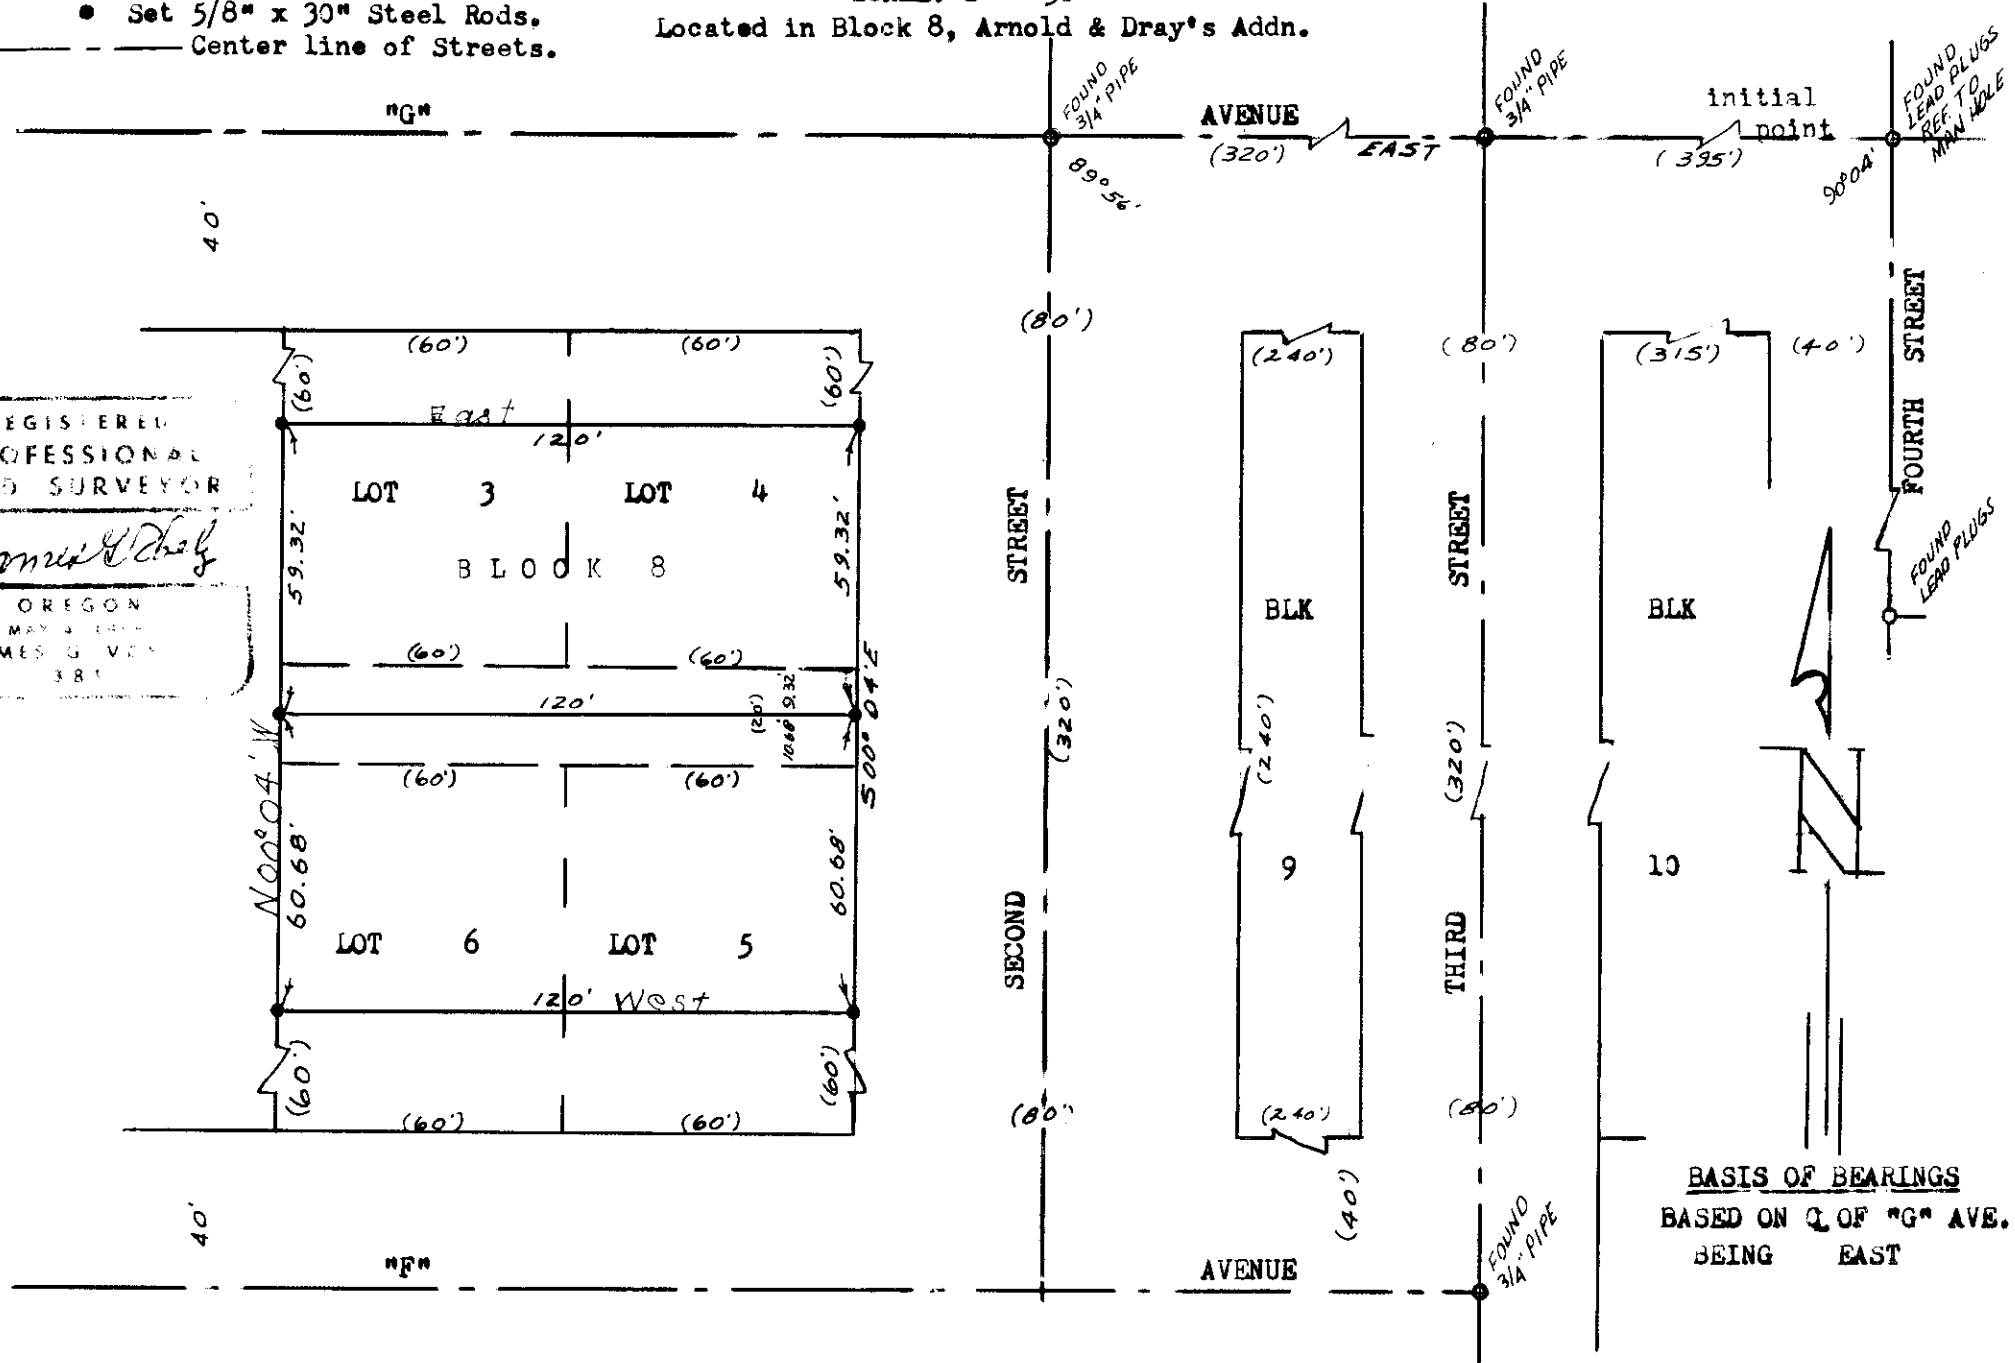 ● Set 5/8" x 30" Steel Rods.
Center line of Streets.
Located in Block 8, Arnold & Dray's Addn.
"G"
AVENUE
FOUND
3/4" PIPE
FOUND
3/4" PIPE
initial
point
FOUND
LEAD PLUGS
REF. TO
MAN HOLE
(320')
EAST
(395')
89°56'
90°04'
40'
(80')
(60')
(60')
(240')
(80')
(315')
(40')
(60')
(60')
East
120'
LOT 3
LOT 4
59.32'
59.32'
BLOCK 8
SURVEYOR
OREGON
MAY
STREET
STREET
FOURTH STREET
FOUND
LEAD PLUGS
BLK
BLK
(60')
(60')
120'
(20')
9.32'
10.68'
S00°04'E
N00°04'W
(60')
(60')
(320')
(240')
(320')
N
60.68'
60.68'
9
10
LOT 6
LOT 5
SECOND
THIRD
120' West
(60')
(60')
(60')
(60')
(80')
(240')
(80')
(40')
BASIS OF BEARINGS
BASED ON ℄ OF "G" AVE.
BEING EAST
40'
FOUND
3/4" PIPE
"F"
AVENUE